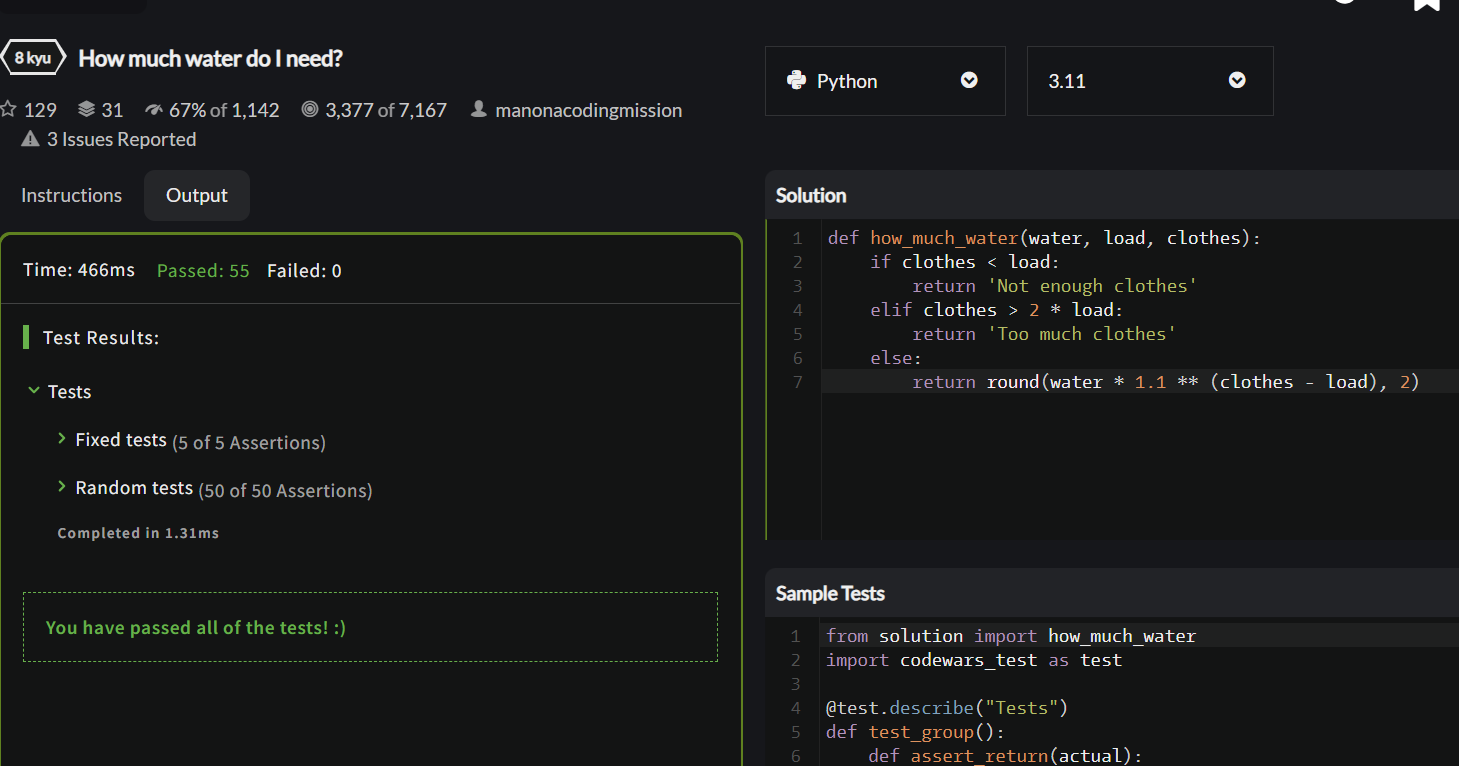 8 kyu How much water do I need?
129 31 67% of 1,142 3,377 of 7,167 manonacodingmission
3 Issues Reported
Instructions Output
Time: 466ms Passed: 55 Failed: 0
Test Results:
Tests
Fixed tests (5 of 5 Assertions)
Random tests (50 of 50 Assertions)
Completed in 1.31ms
You have passed all of the tests! :)
Python 3.11
Solution
1 def how_much_water(water, load, clothes):
2     if clothes < load:
3         return 'Not enough clothes'
4     elif clothes > 2 * load:
5         return 'Too much clothes'
6     else:
7         return round(water * 1.1 ** (clothes - load), 2)
Sample Tests
1 from solution import how_much_water
2 import codewars_test as test
3
4 @test.describe("Tests")
5 def test_group():
6     def assert_return(actual):